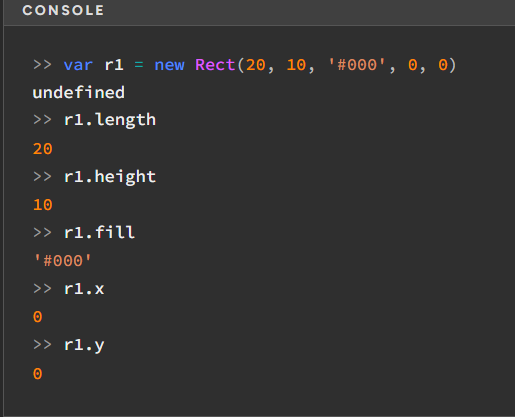 CONSOLE
>> var r1 = new Rect(20, 10, '#000', 0, 0)
undefined
>> r1.length
20
>> r1.height
10
>> r1.fill
'#000'
>> r1.x
0
>> r1.y
0